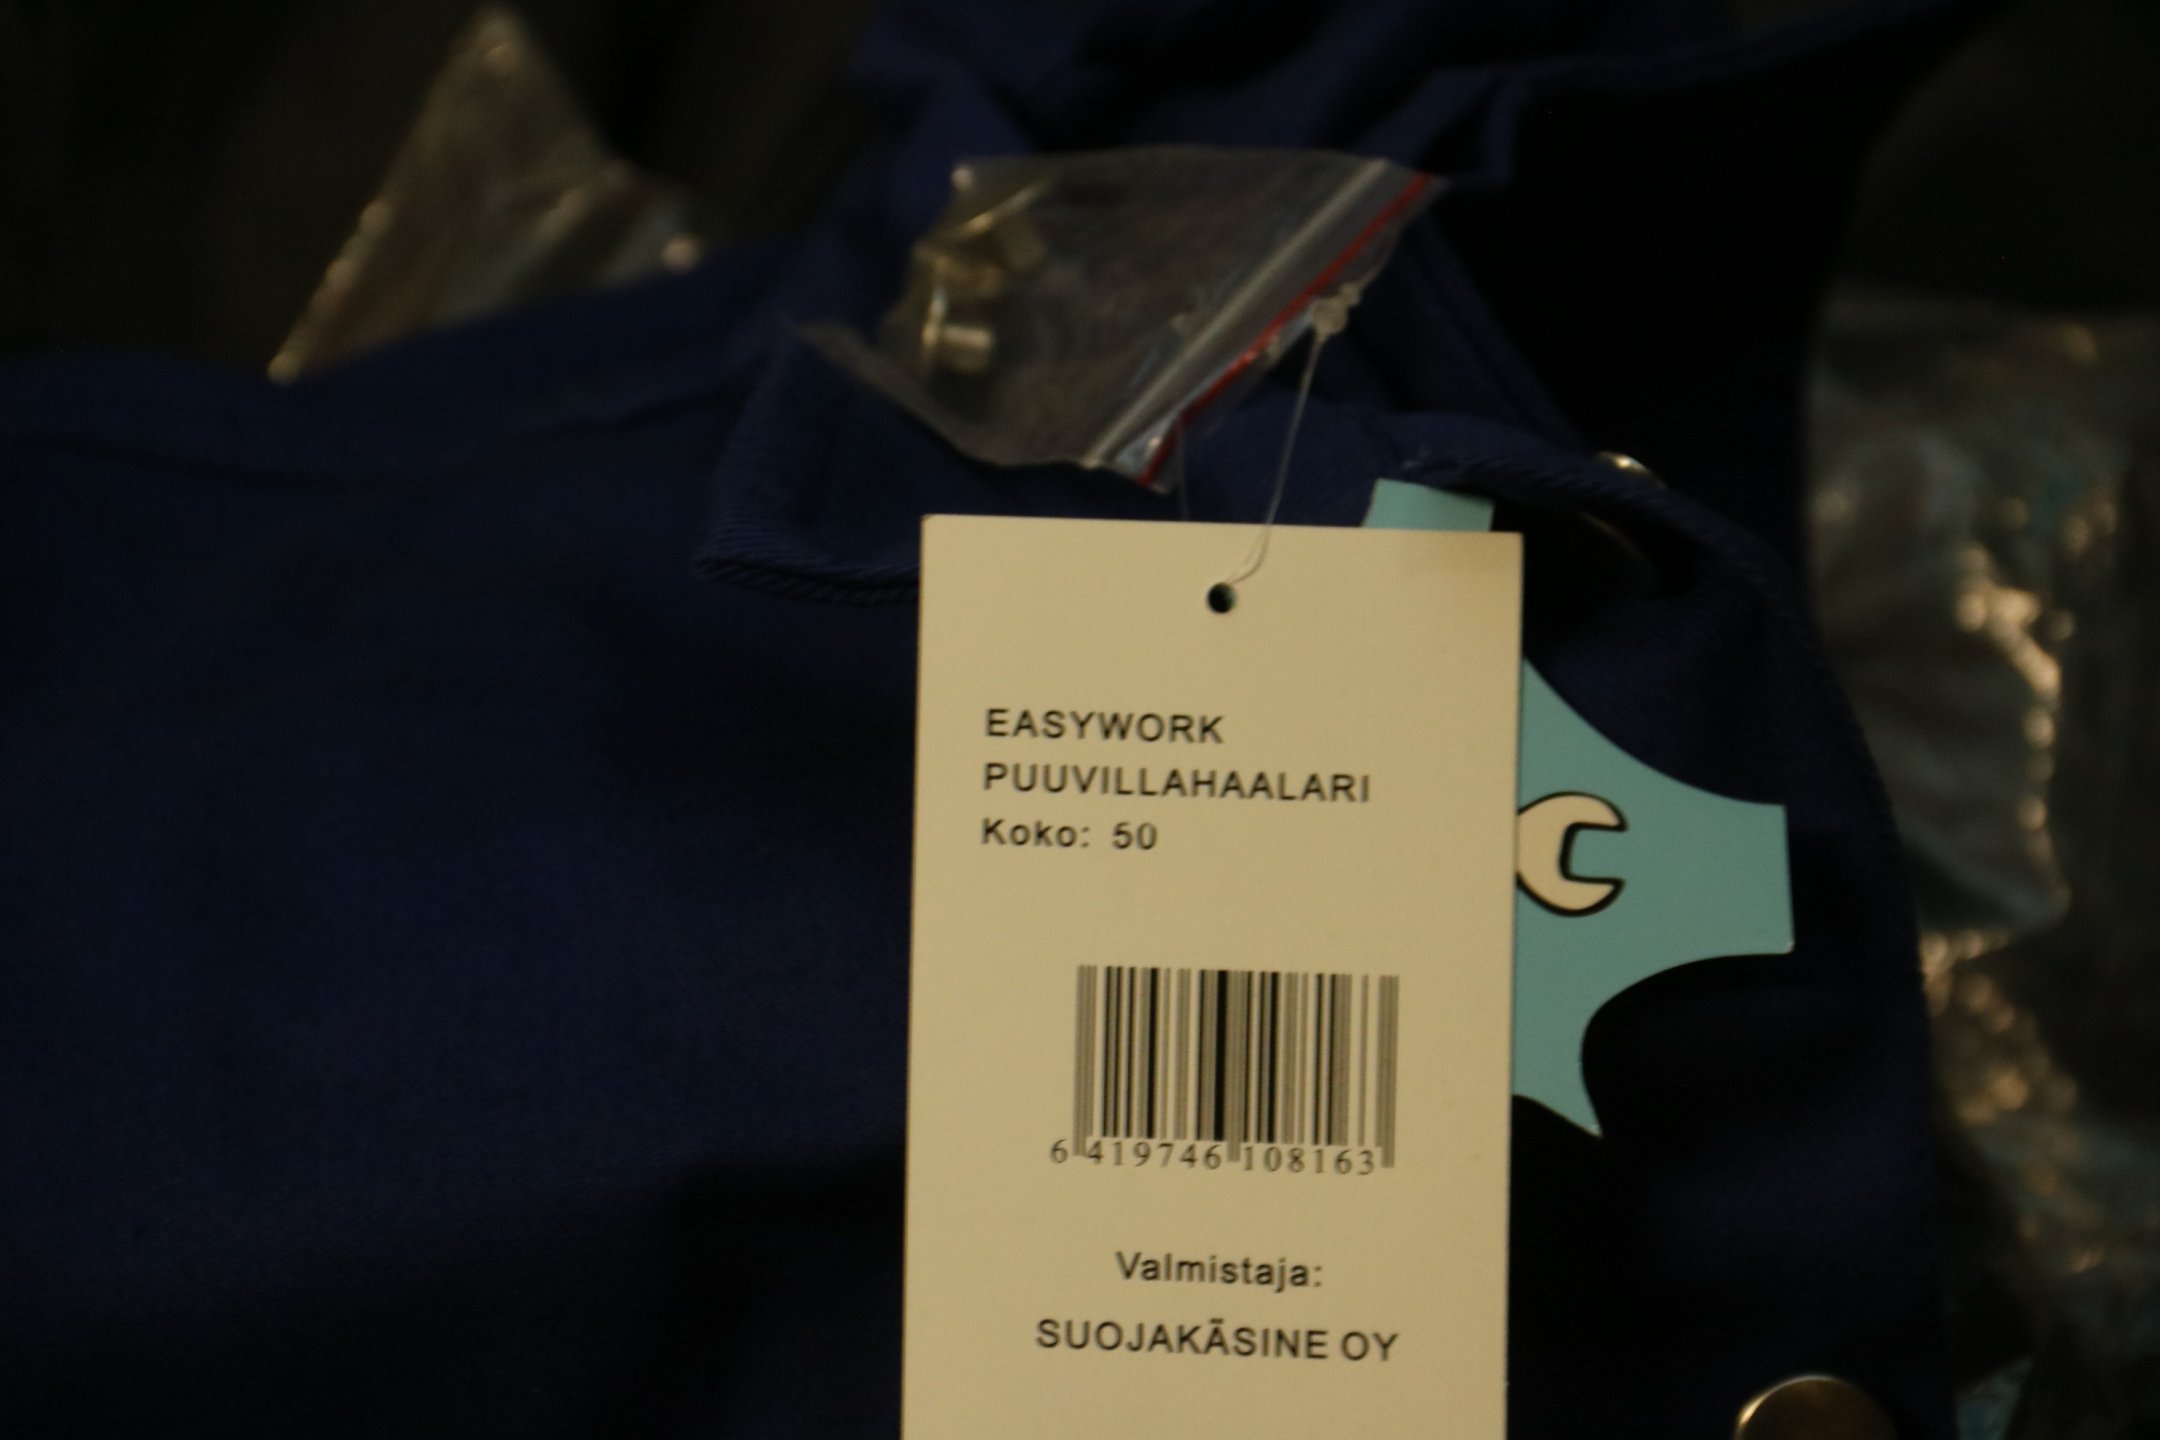 EASYWORK
PUUVILLAHAALARI
Koko: 50
6 419746 108163
Valmistaja:
SUOJAKÄSINE OY